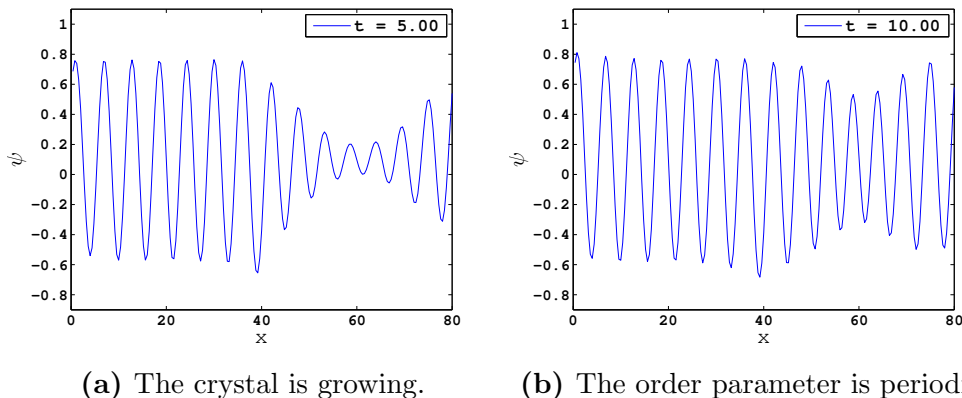 1
0.8
0.6
0.4
0.2
0
−0.2
−0.4
−0.6
−0.8
ψ
0 20 40 60 80
x
t = 5.00
(a) The crystal is growing.
1
0.8
0.6
0.4
0.2
0
−0.2
−0.4
−0.6
−0.8
ψ
0 20 40 60 80
x
t = 10.00
(b) The order parameter is period